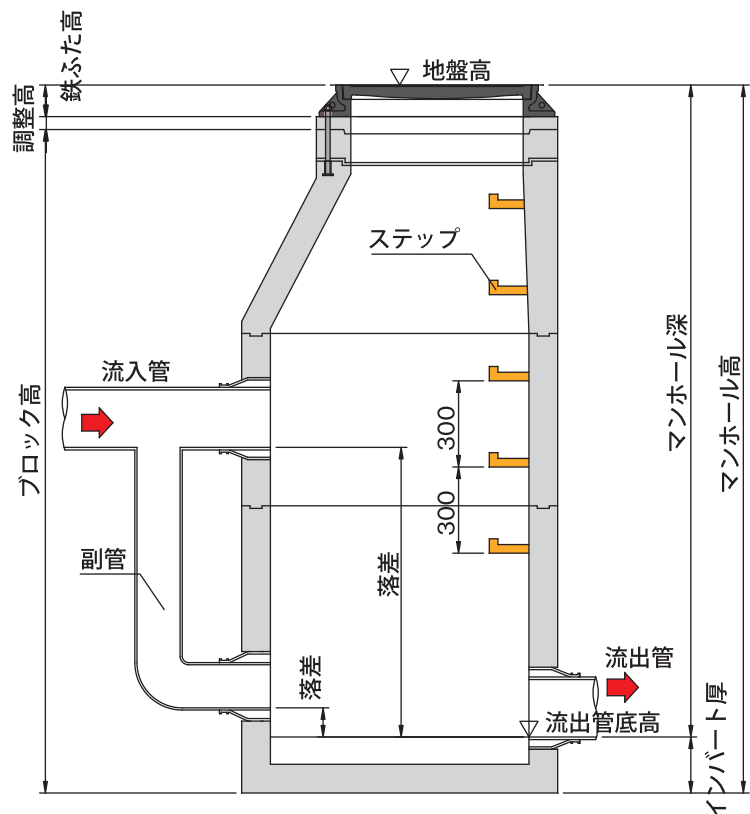 鉄ふた高
調整高
地盤高
ステップ
流入管
ブロック高
300
300
マンホール深
マンホール高
副管
落差
落差
流出管
流出管底高
インバート厚